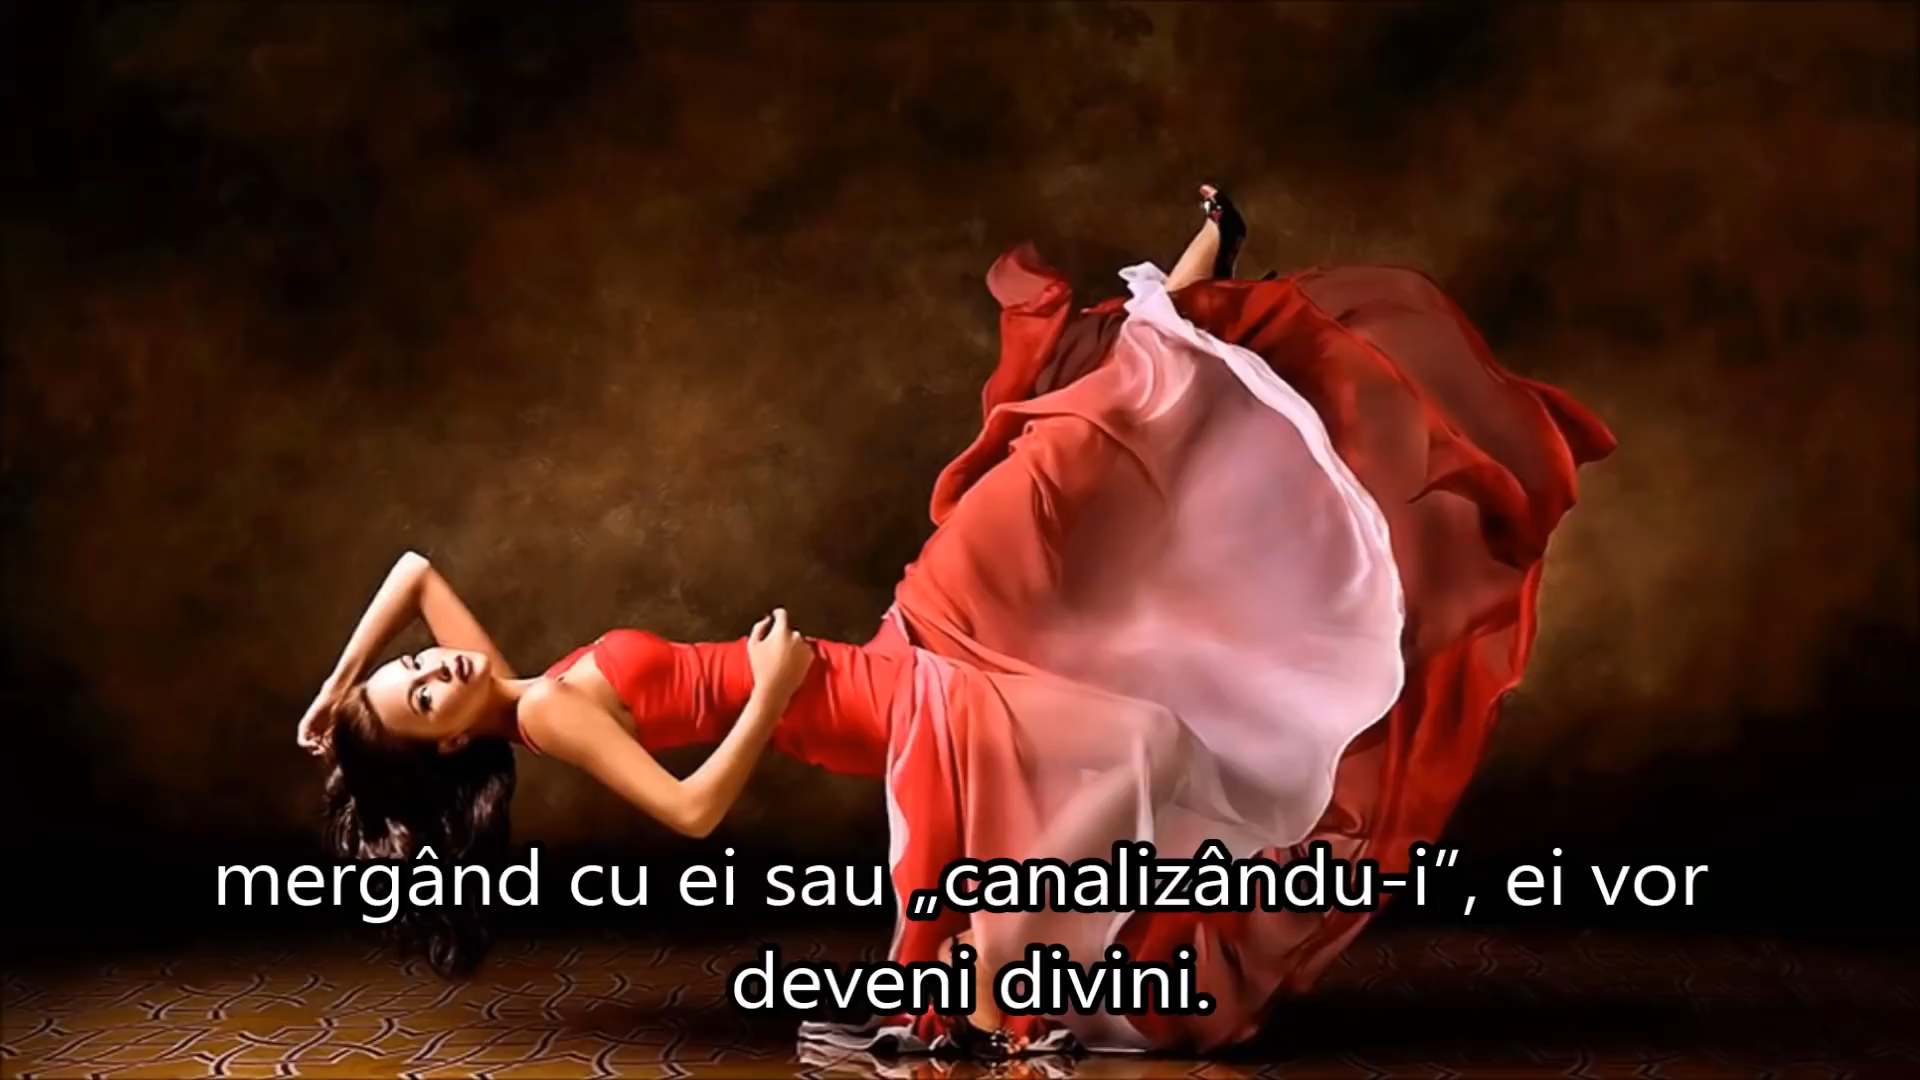 mergând cu ei sau „canalizându-i”, ei vor
deveni divini.